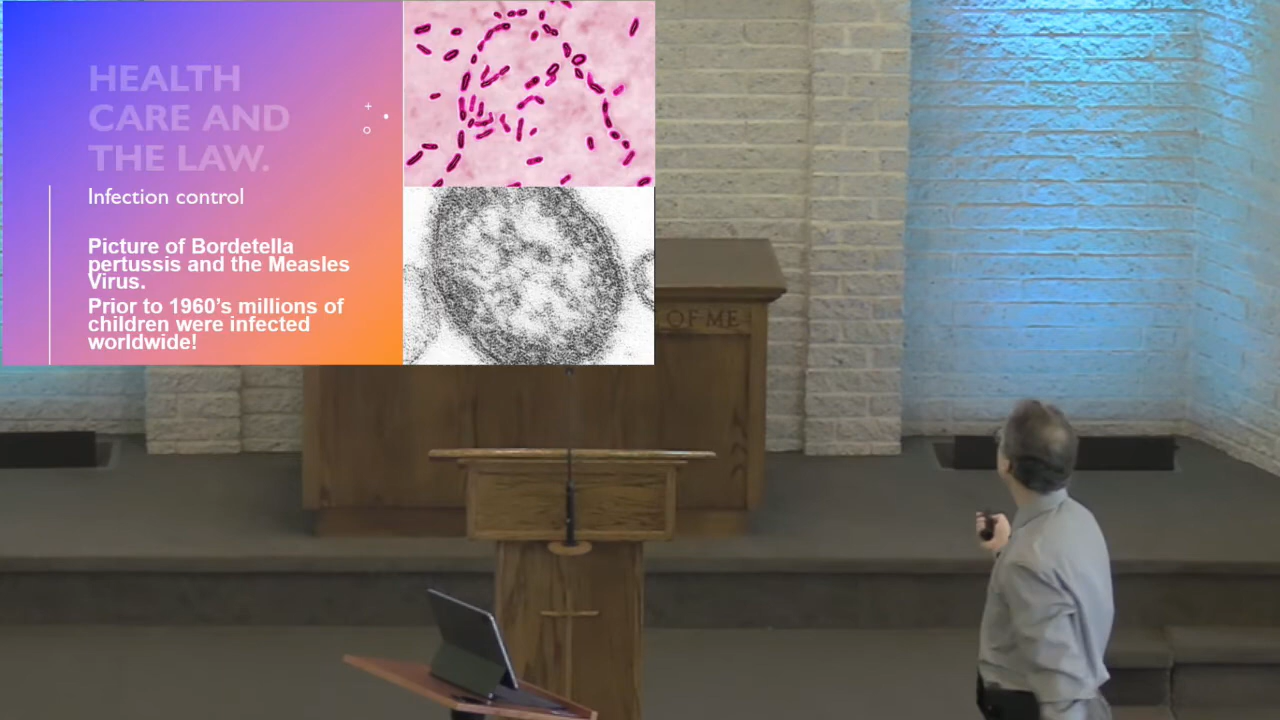 HEALTH
CARE AND
THE LAW.
Infection control
Picture of Bordetella
pertussis and the Measles
Virus.
Prior to 1960’s millions of
children were infected
worldwide!
OF ME